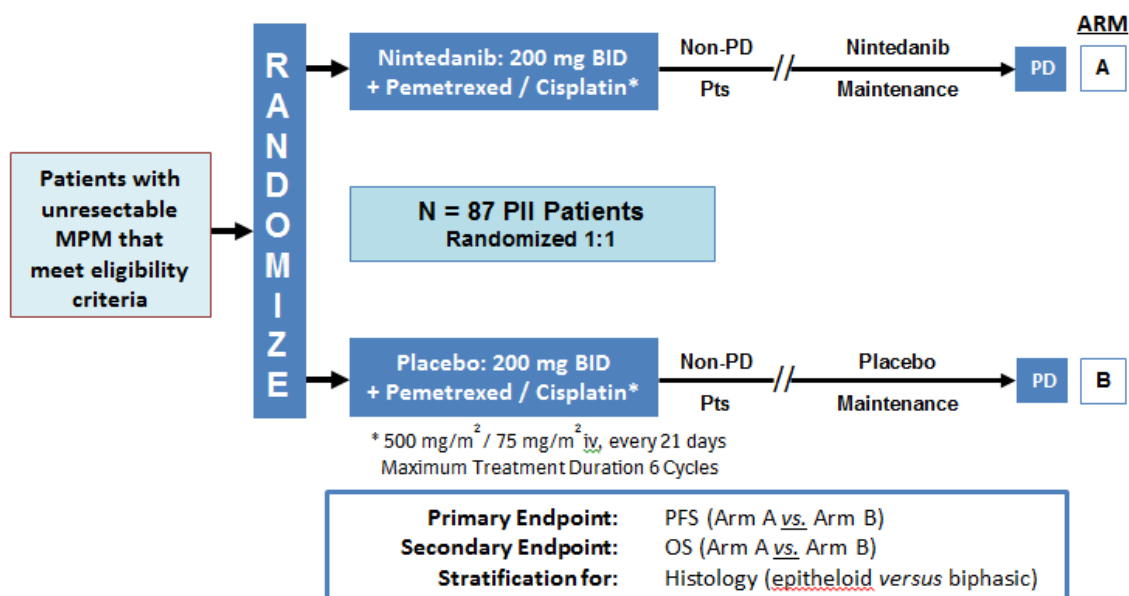 ARM
RANDOMIZE
Nintedanib: 200 mg BID
+ Pemetrexed / Cisplatin*
Non-PD
Pts
Nintedanib
Maintenance
PD
A
Patients with
unresectable
MPM that
meet eligibility
criteria
N = 87 PII Patients
Randomized 1:1
Placebo: 200 mg BID
+ Pemetrexed / Cisplatin*
Non-PD
Pts
Placebo
Maintenance
PD
B
* 500 mg/m²/ 75 mg/m² iv, every 21 days
Maximum Treatment Duration 6 Cycles
Primary Endpoint: PFS (Arm A vs. Arm B)
Secondary Endpoint: OS (Arm A vs. Arm B)
Stratification for: Histology (epitheloid versus biphasic)